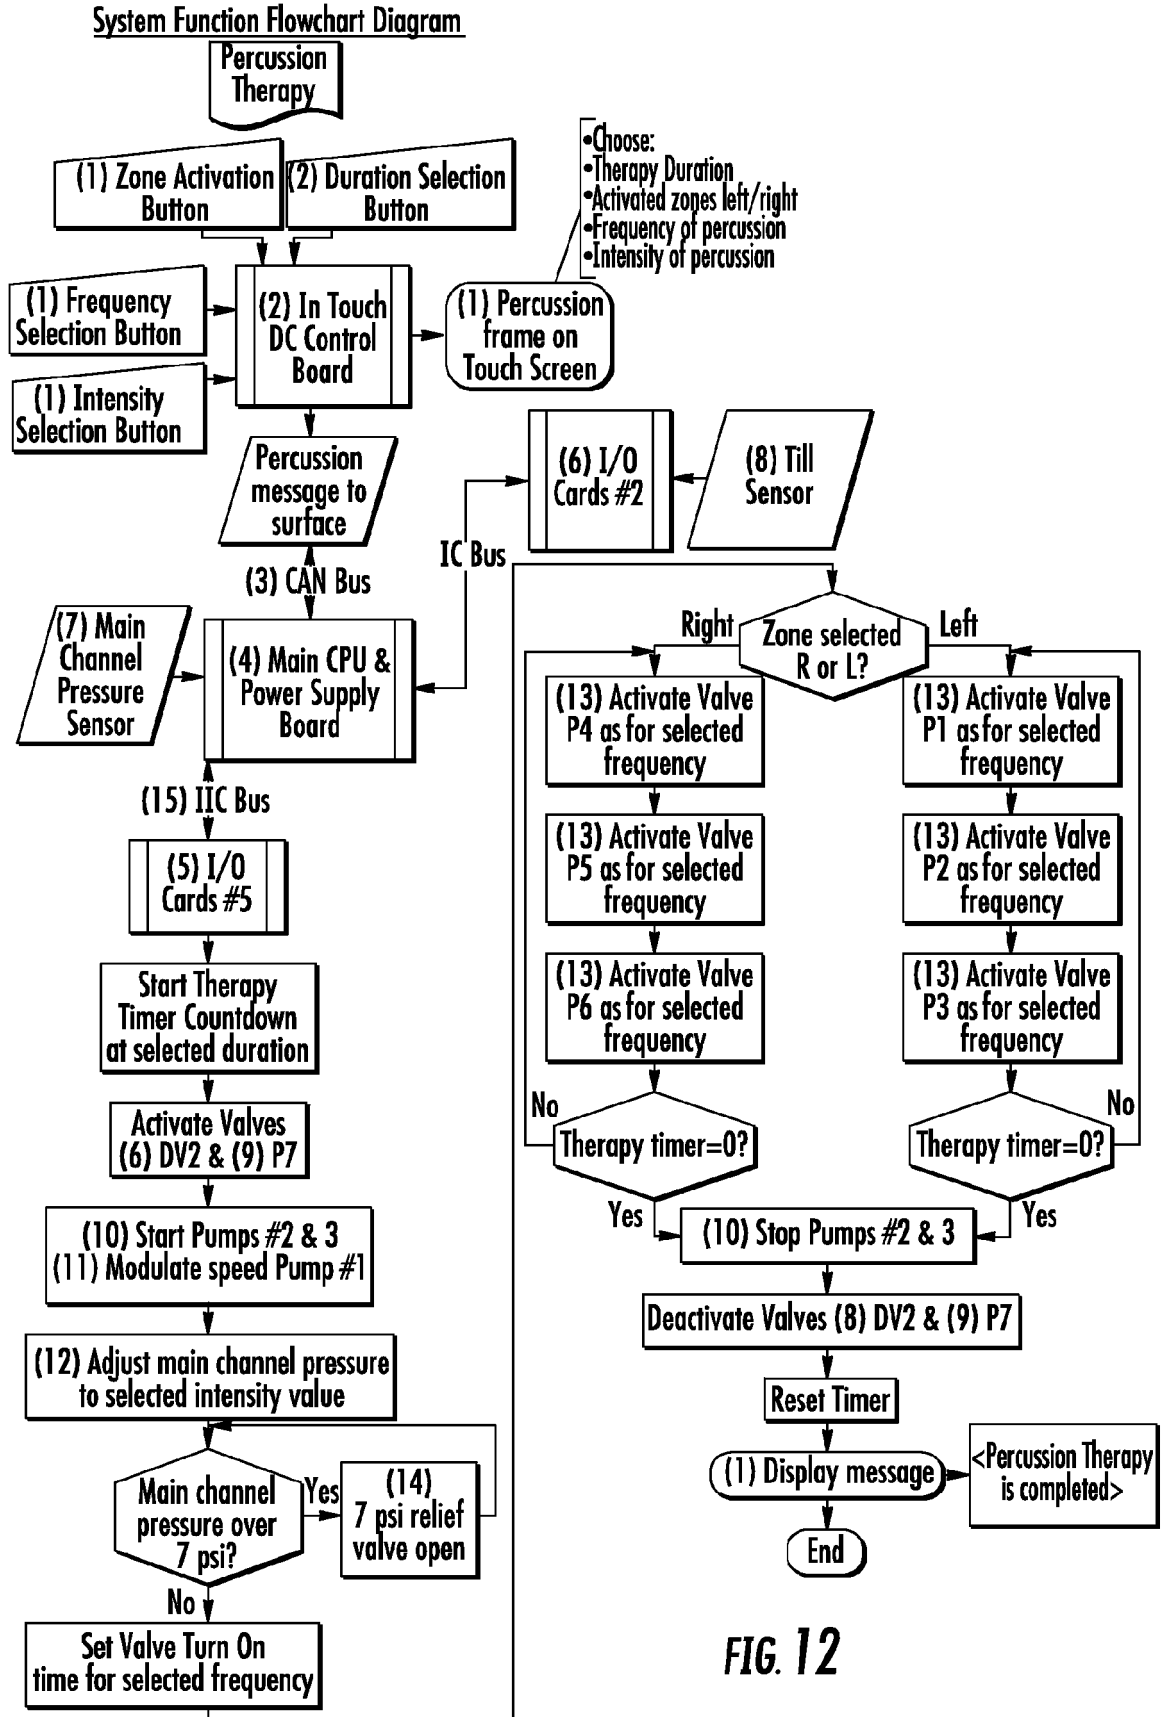 System Function Flowchart Diagram
Percussion
Therapy
(1) Zone Activation
Button
(2) Duration Selection
Button
•Choose:
•Therapy Duration
•Activated zones left/right
•Frequency of percussion
•Intensity of percussion
(1) Frequency
Selection Button
(2) In Touch
DC Control
Board
(1) Percussion
frame on
Touch Screen
(1) Intensity
Selection Button
Percussion
message to
surface
(6) I/O
Cards #2
(8) Till
Sensor
IC Bus
(3) CAN Bus
(7) Main
Channel
Pressure
Sensor
(4) Main CPU &
Power Supply
Board
(15) IIC Bus
(5) I/O
Cards #5
Start Therapy
Timer Countdown
at selected duration
Activate Valves
(6) DV2 & (9) P7
(10) Start Pumps #2 & 3
(11) Modulate speed Pump #1
(12) Adjust main channel pressure
to selected intensity value
Main channel
pressure over
7 psi?
Yes
(14)
7 psi relief
valve open
No
Set Valve Turn On
time for selected frequency
Zone selected
R or L?
Right
Left
(13) Activate Valve
P4 as for selected
frequency
(13) Activate Valve
P5 as for selected
frequency
(13) Activate Valve
P6 as for selected
frequency
No
Therapy timer=0?
Yes
(13) Activate Valve
P1 as for selected
frequency
(13) Activate Valve
P2 as for selected
frequency
(13) Activate Valve
P3 as for selected
frequency
No
Therapy timer=0?
Yes
(10) Stop Pumps #2 & 3
Deactivate Valves (8) DV2 & (9) P7
Reset Timer
(1) Display message
<Percussion Therapy
is completed>
End
FIG. 12